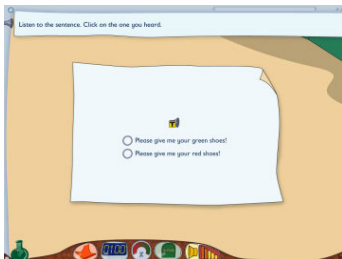 Listen to the sentence. Click on the one you heard.
Please give me your green shoes!
Please give me your red shoes!